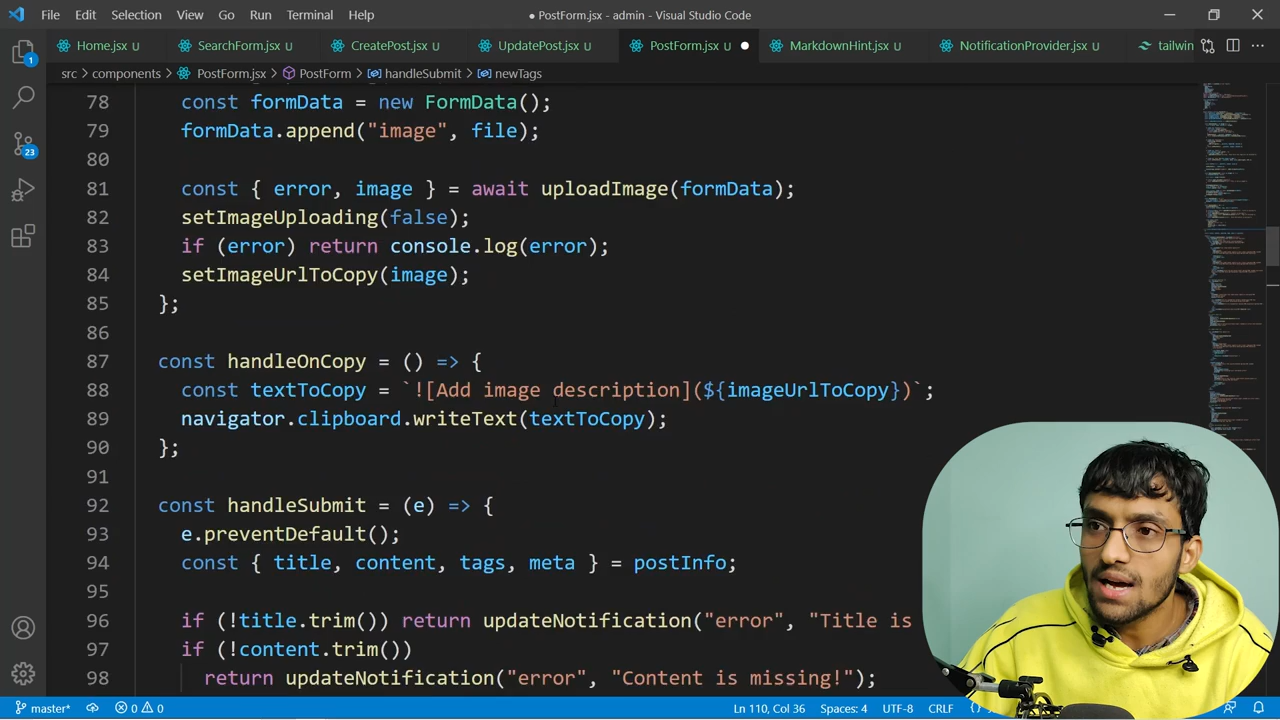 File Edit Selection View Go Run Terminal Help
● PostForm.jsx - admin - Visual Studio Code
Home.jsx SearchForm.jsx CreatePost.jsx UpdatePost.jsx PostForm.jsx MarkdownHint.jsx NotificationProvider.jsx tailwin
src > components > PostForm.jsx > PostForm > handleSubmit > newTags
1
23
78 const formData = new FormData();
79 formData.append("image", file);
80
81 const { error, image } = await uploadImage(formData);
82 setImageUploading(false);
83 if (error) return console.log(error);
84 setImageUrlToCopy(image);
85 };
86
87 const handleOnCopy = () => {
88 const textToCopy = `![Add image description](${imageUrlToCopy})`;
89 navigator.clipboard.writeText(textToCopy);
90 };
91
92 const handleSubmit = (e) => {
93 e.preventDefault();
94 const { title, content, tags, meta } = postInfo;
95
96 if (!title.trim()) return updateNotification("error", "Title is
97 if (!content.trim())
98 return updateNotification("error", "Content is missing!");
master* 0 0 Ln 110, Col 36 Spaces: 4 UTF-8 CRLF {}